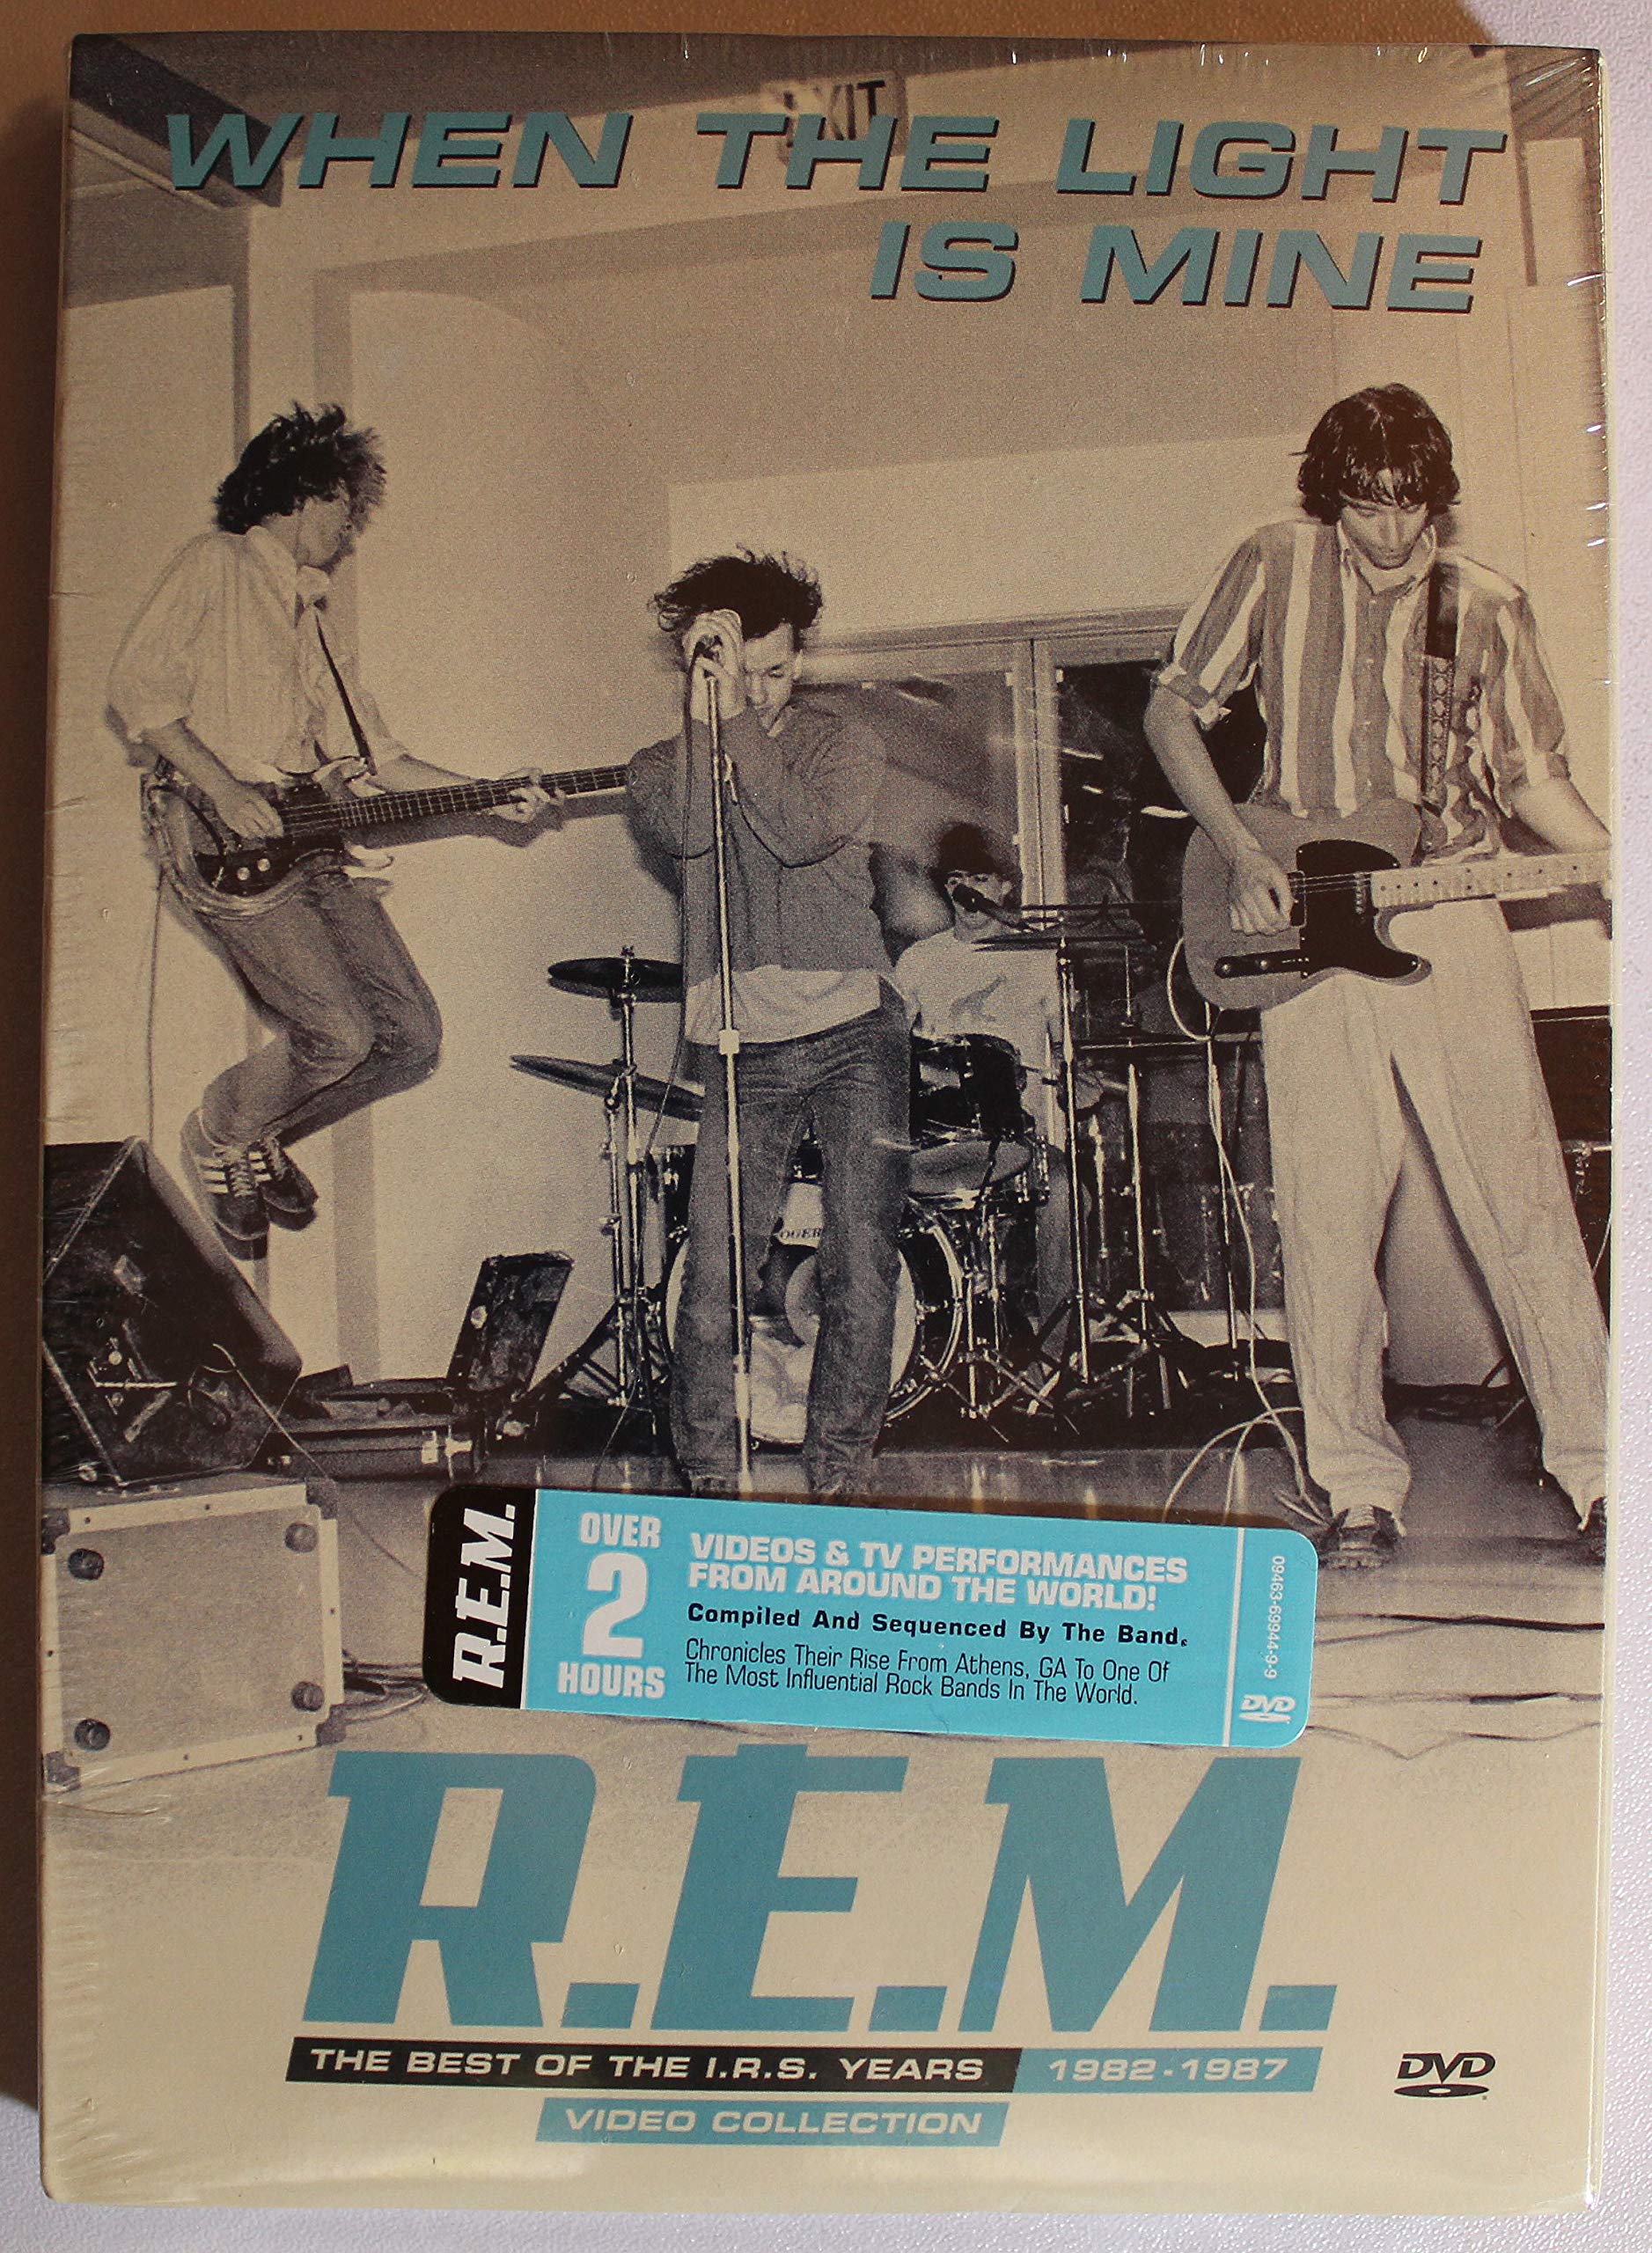 EXIT
WHEN THE LIGHT
IS MINE
R.E.M.
OVER
2
HOURS
VIDEOS & TV PERFORMANCES
FROM AROUND THE WORLD!
Compiled And Sequenced By The Band.
Chronicles Their Rise From Athens, GA To One Of
The Most Influential Rock Bands In The World.
09463-69944-9-9
DVD
R.E.M.
THE BEST OF THE I.R.S. YEARS 1982-1987
VIDEO COLLECTION
DVD